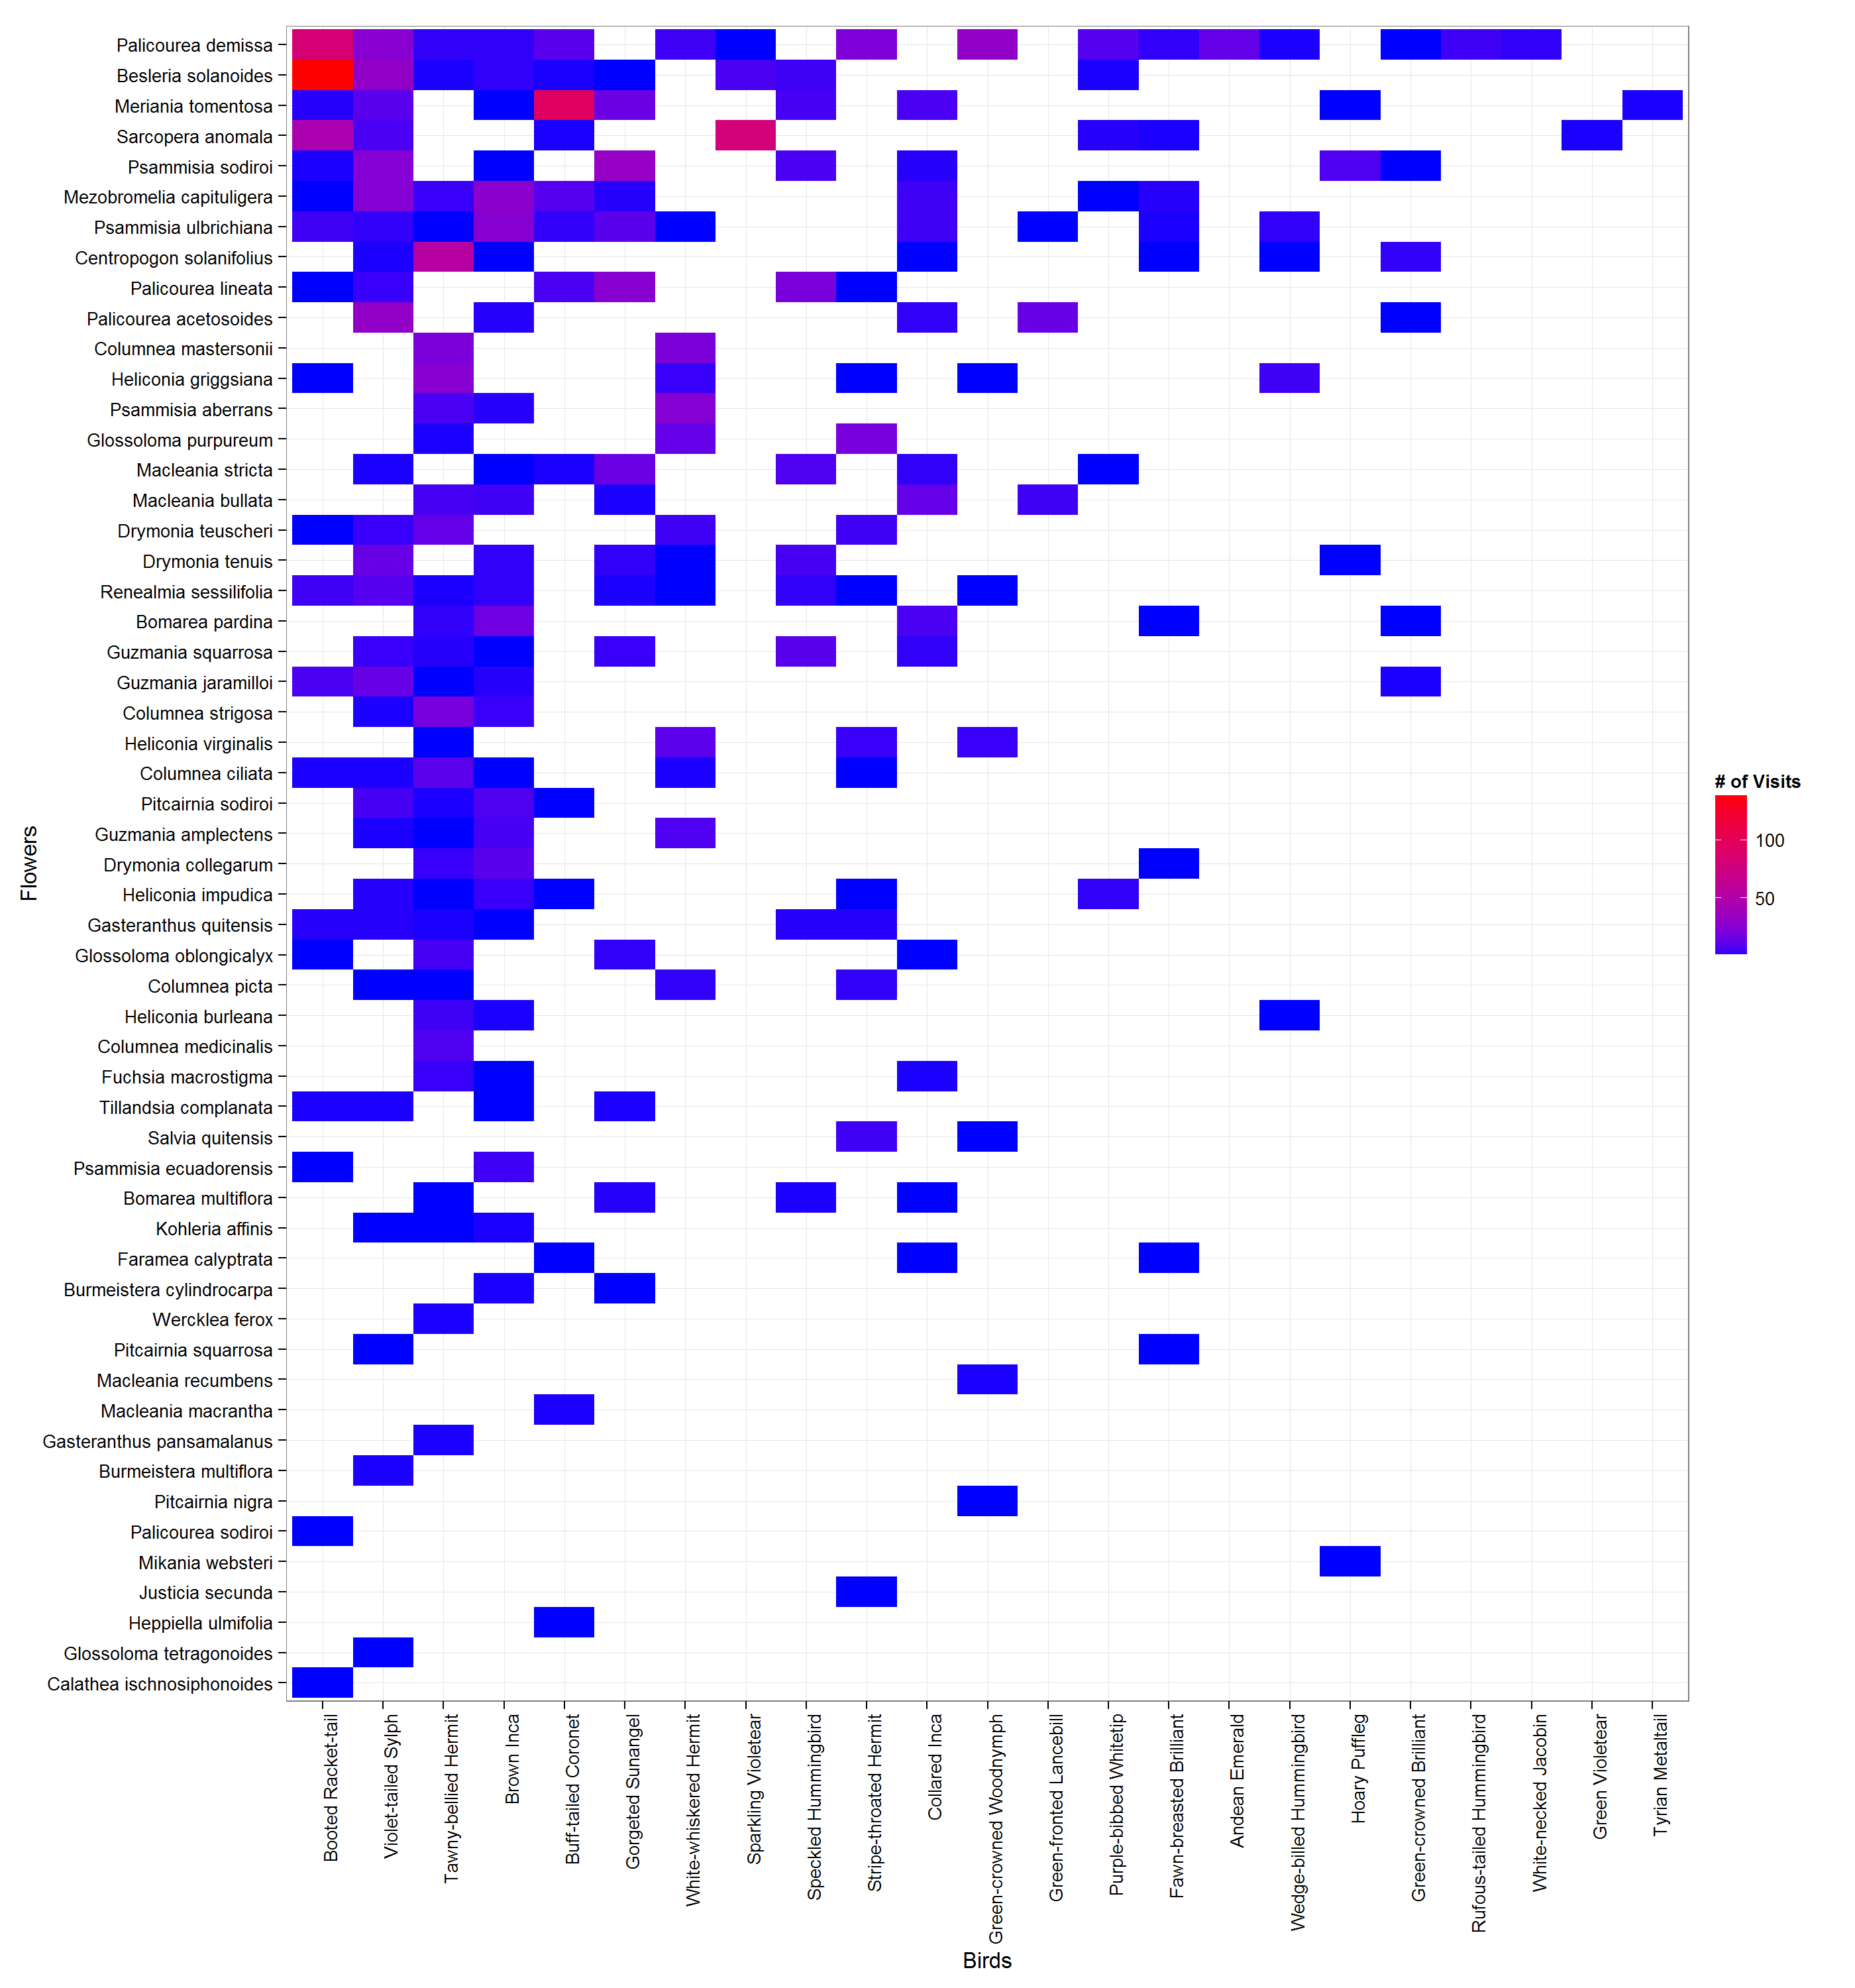 Palicourea demissa
Besleria solanoides
Meriania tomentosa
Sarcopera anomala
Psammisia sodiroi
Mezobromelia capituligera
Psammisia ulbrichiana
Centropogon solanifolius
Palicourea lineata
Palicourea acetosoides
Columnea mastersonii
Heliconia griggsiana
Psammisia aberrans
Glossoloma purpureum
Macleania stricta
Macleania bullata
Drymonia teuscheri
Drymonia tenuis
Renealmia sessilifolia
Bomarea pardina
Guzmania squarrosa
Guzmania jaramilloi
Columnea strigosa
Heliconia virginalis
Columnea ciliata
Pitcairnia sodiroi
Guzmania amplectens
Drymonia collegarum
Heliconia impudica
Gasteranthus quitensis
Glossoloma oblongicalyx
Columnea picta
Heliconia burleana
Columnea medicinalis
Fuchsia macrostigma
Tillandsia complanata
Salvia quitensis
Psammisia ecuadorensis
Bomarea multiflora
Kohleria affinis
Faramea calyptrata
Burmeistera cylindrocarpa
Wercklea ferox
Pitcairnia squarrosa
Macleania recumbens
Macleania macrantha
Gasteranthus pansamalanus
Burmeistera multiflora
Pitcairnia nigra
Palicourea sodiroi
Mikania websteri
Justicia secunda
Heppiella ulmifolia
Glossoloma tetragonoides
Calathea ischnosiphonoides
Flowers
Booted Racket-tail
Violet-tailed Sylph
Tawny-bellied Hermit
Brown Inca
Buff-tailed Coronet
Gorgeted Sunangel
White-whiskered Hermit
Sparkling Violetear
Speckled Hummingbird
Stripe-throated Hermit
Collared Inca
Green-crowned Woodnymph
Green-fronted Lancebill
Purple-bibbed Whitetip
Fawn-breasted Brilliant
Andean Emerald
Wedge-billed Hummingbird
Hoary Puffleg
Green-crowned Brilliant
Rufous-tailed Hummingbird
White-necked Jacobin
Green Violetear
Tyrian Metaltail
Birds
# of Visits
100
50